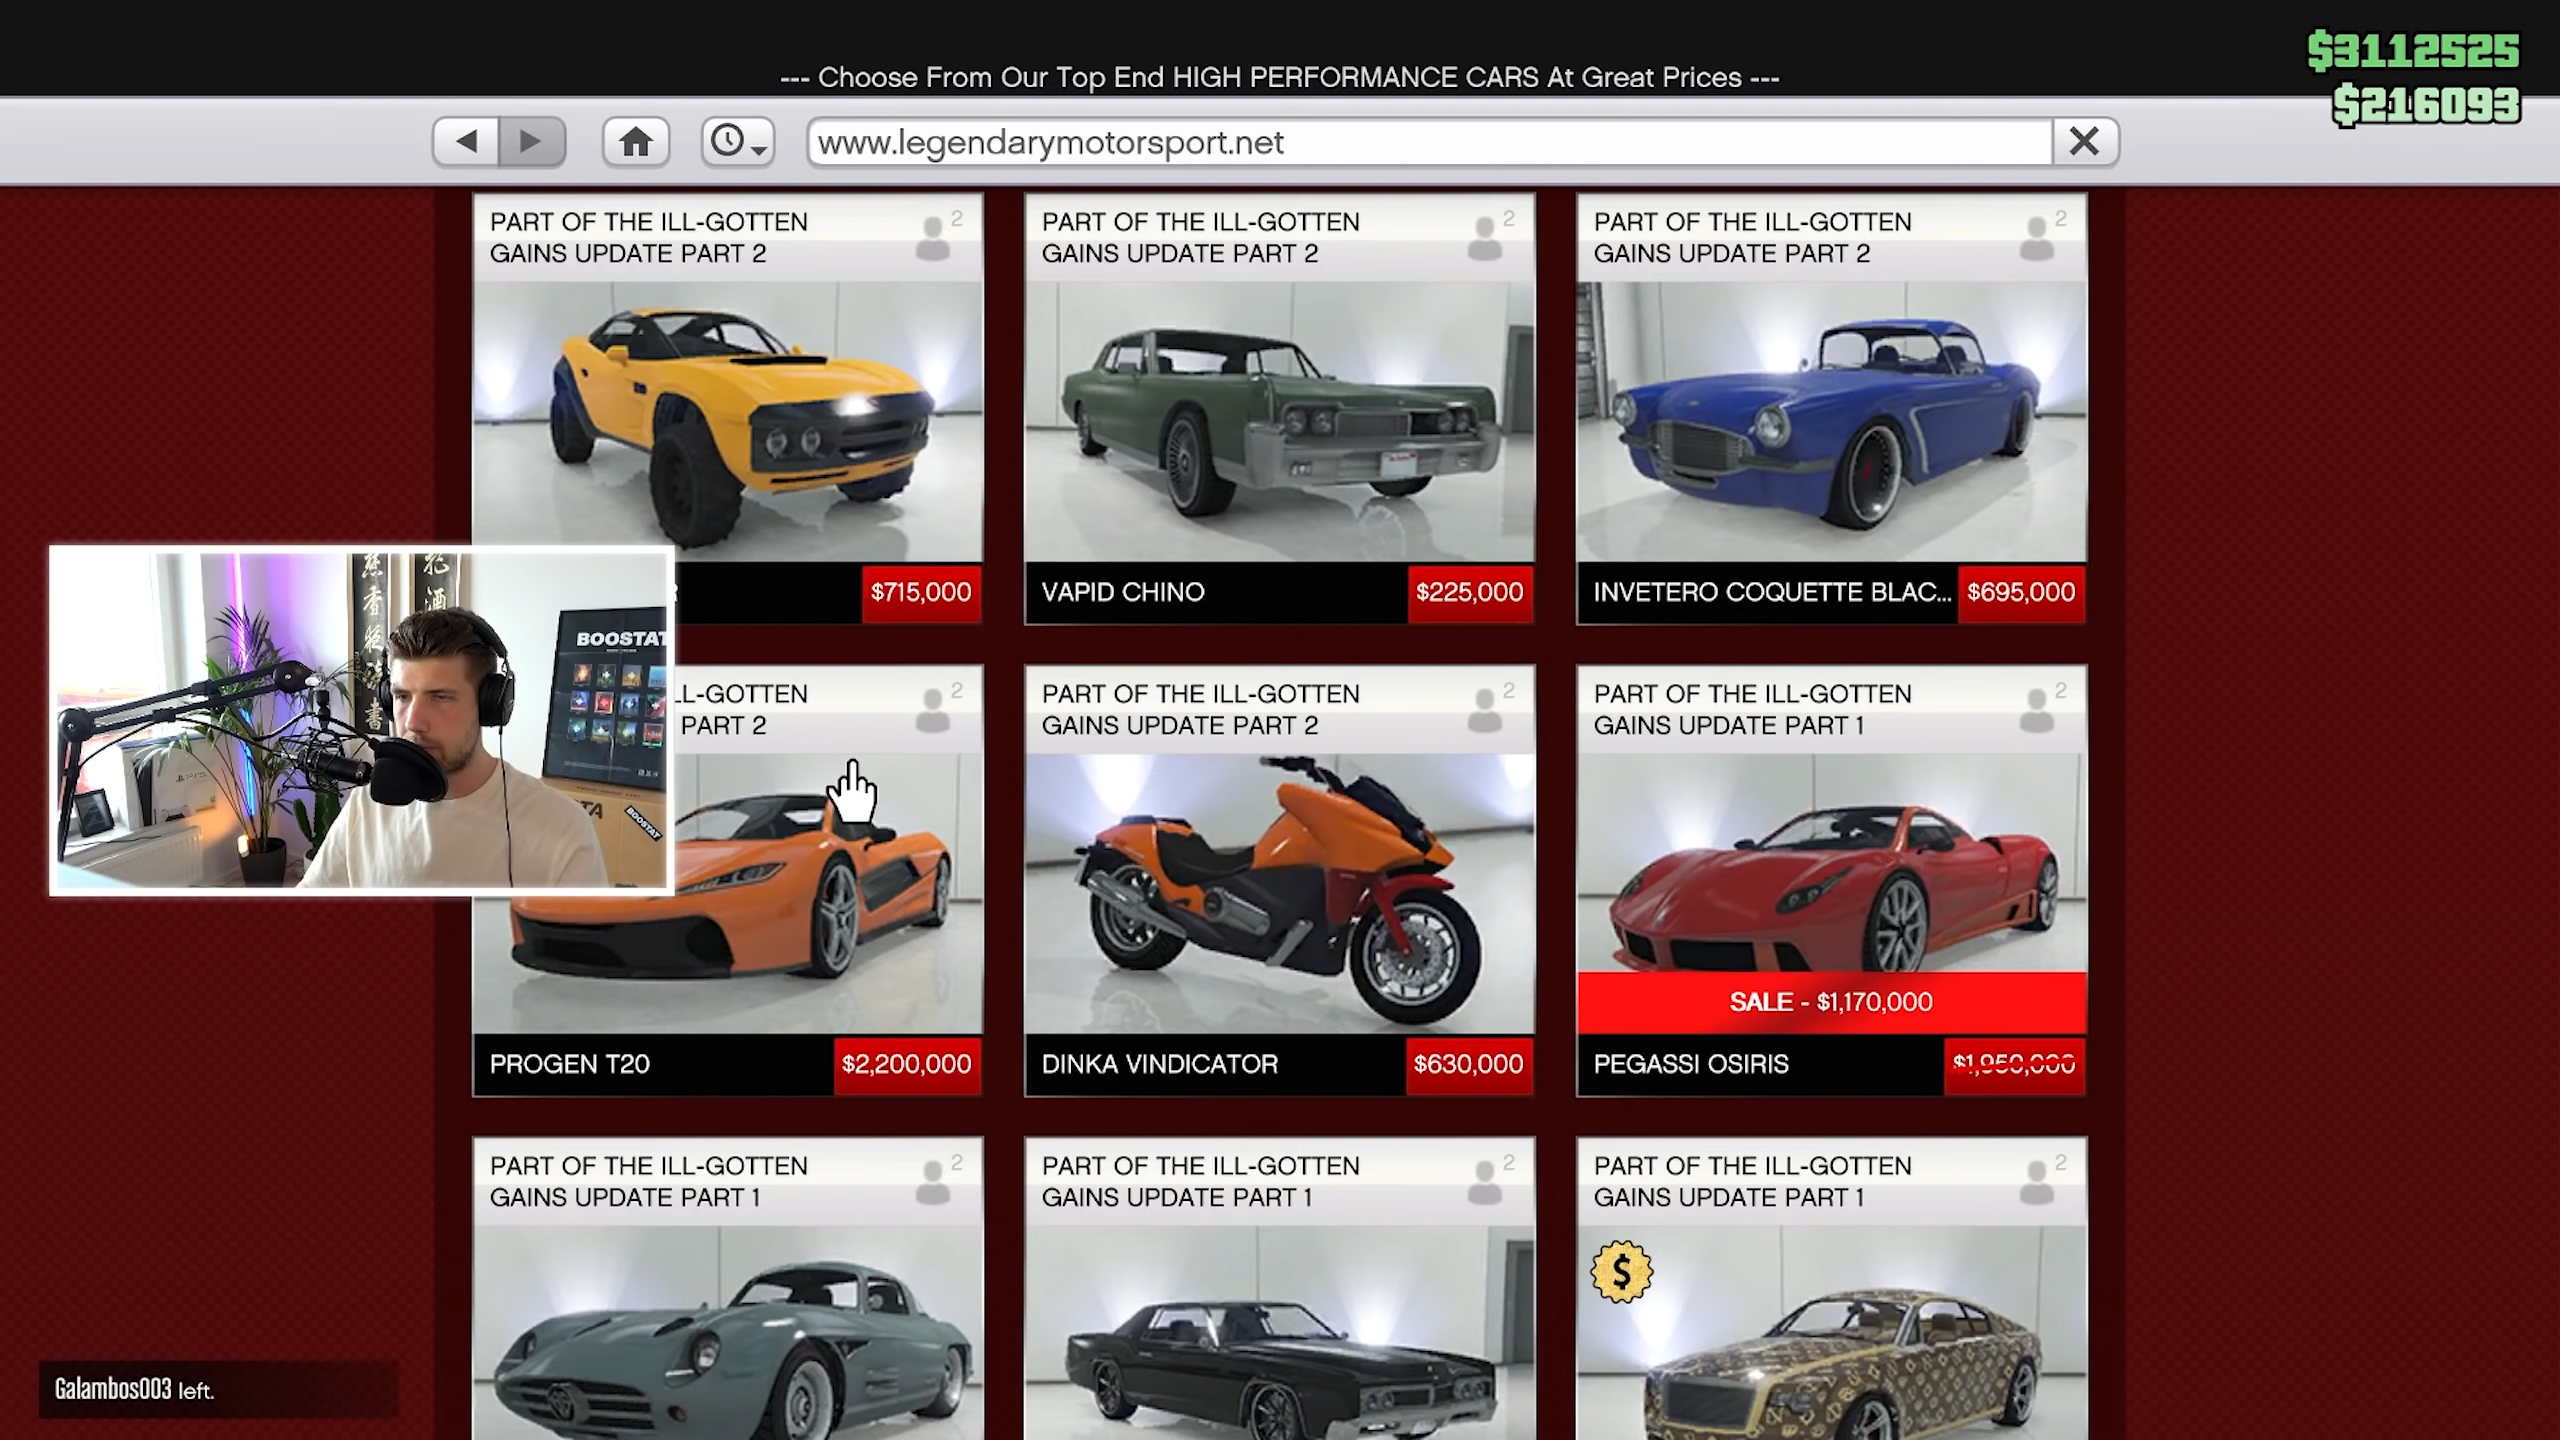 --- Choose From Our Top End HIGH PERFORMANCE CARS At Great Prices ---
$3112525
$216093
www.legendarymotorsport.net
PART OF THE ILL-GOTTEN
GAINS UPDATE PART 2
2
PART OF THE ILL-GOTTEN
GAINS UPDATE PART 2
2
PART OF THE ILL-GOTTEN
GAINS UPDATE PART 2
2
$715,000
VAPID CHINO
$225,000
INVETERO COQUETTE BLAC...
$695,000
BOOSTAT
BOOSTAT
LL-GOTTEN
PART 2
2
PROGEN T20
$2,200,000
PART OF THE ILL-GOTTEN
GAINS UPDATE PART 2
2
DINKA VINDICATOR
$630,000
PART OF THE ILL-GOTTEN
GAINS UPDATE PART 1
2
SALE - $1,170,000
PEGASSI OSIRIS
$1,950,000
PART OF THE ILL-GOTTEN
GAINS UPDATE PART 1
2
PART OF THE ILL-GOTTEN
GAINS UPDATE PART 1
2
PART OF THE ILL-GOTTEN
GAINS UPDATE PART 1
2
$
Galambos003 left.